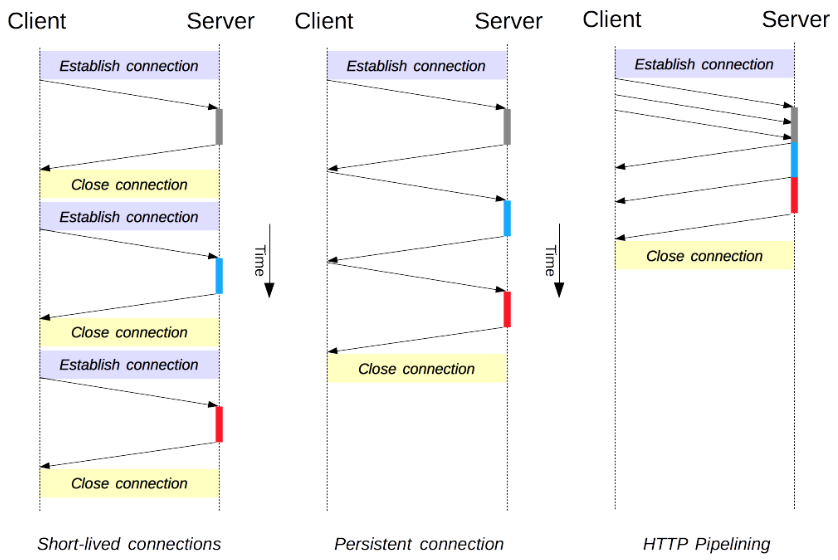 Client Server
Establish connection
Close connection
Establish connection
Close connection
Establish connection
Close connection
Short-lived connections
Time
Client Server
Establish connection
Close connection
Persistent connection
Time
Client Server
Establish connection
Close connection
HTTP Pipelining